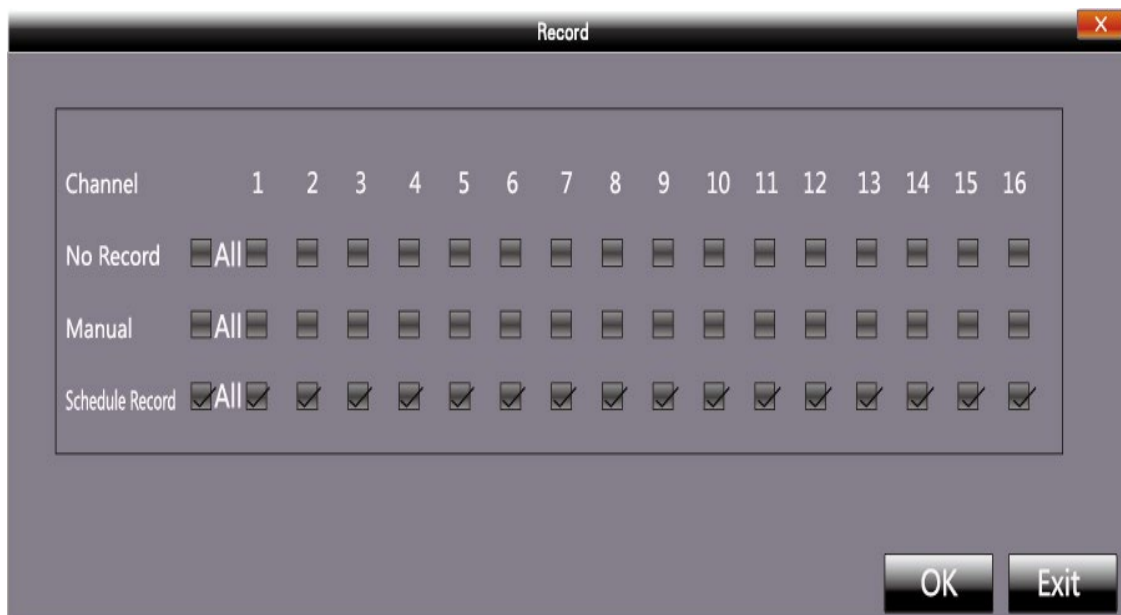 Record X
Channel 1 2 3 4 5 6 7 8 9 10 11 12 13 14 15 16
No Record All
Manual All
Schedule Record All
OK Exit